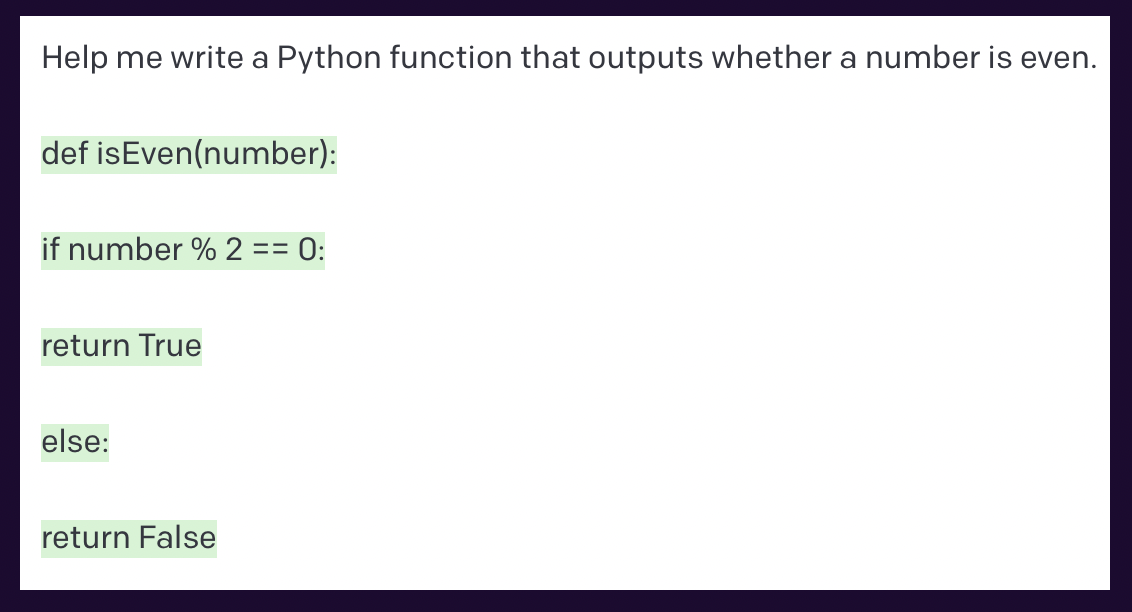 Help me write a Python function that outputs whether a number is even.
def isEven(number):
if number % 2 == 0:
return True
else:
return False